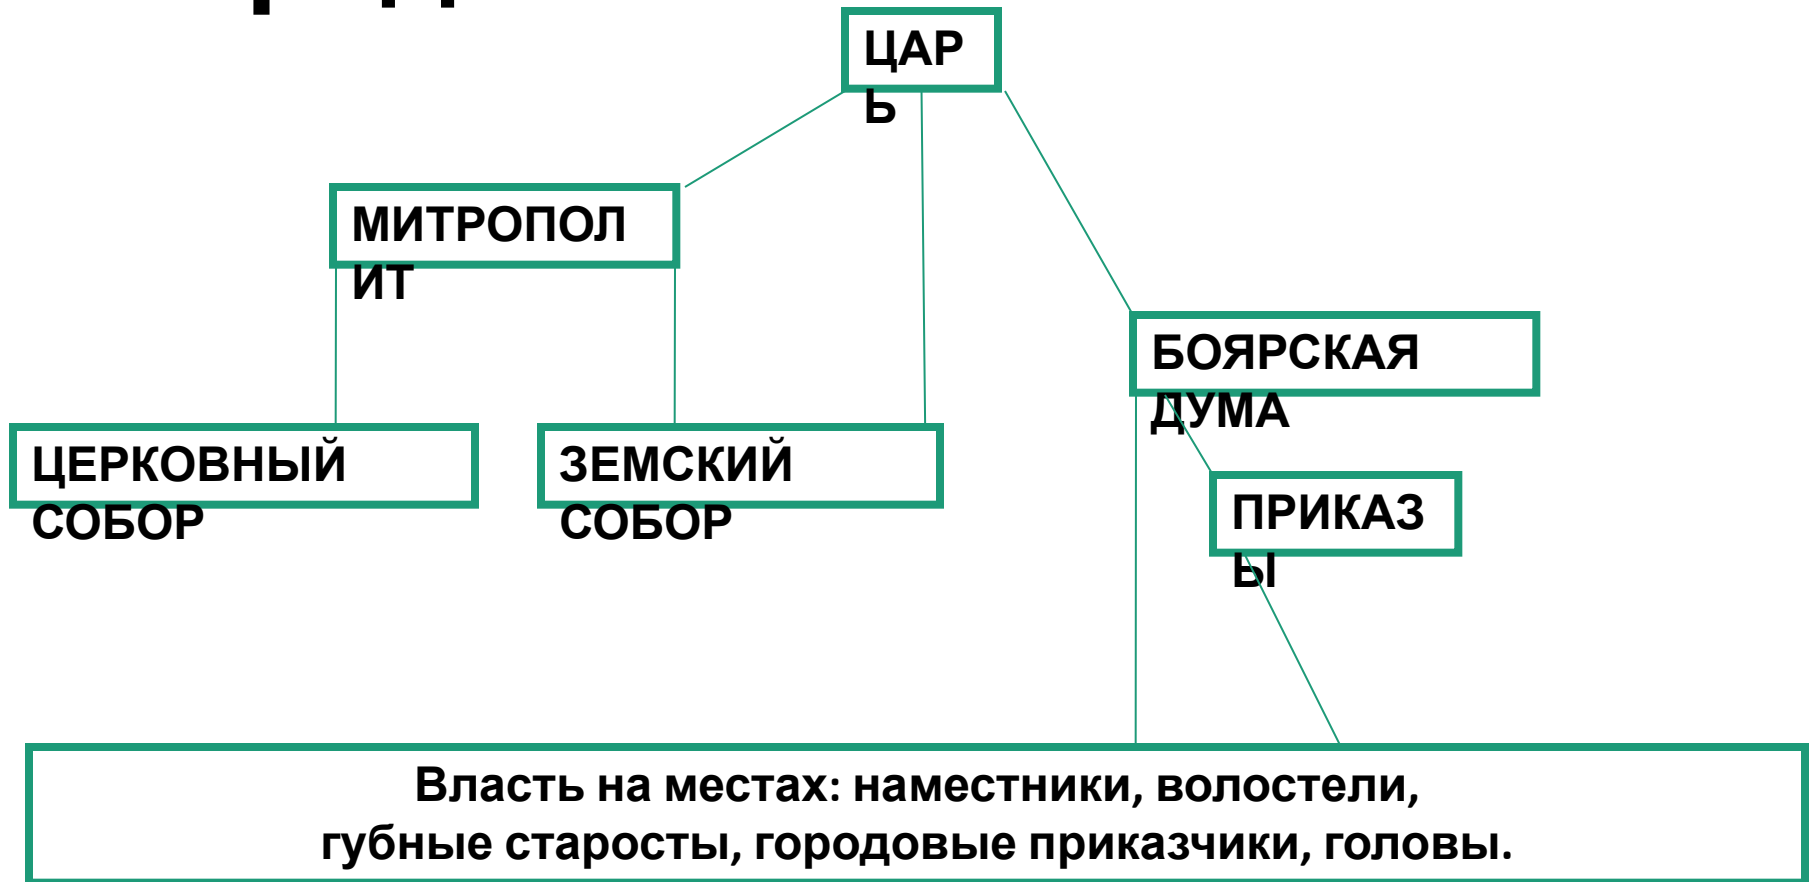 ЦАР
Ь
МИТРОПОЛ
ИТ
БОЯРСКАЯ
ДУМА
ЦЕРКОВНЫЙ
СОБОР
ЗЕМСКИЙ
СОБОР
ПРИКАЗ
Ы
Власть на местах: наместники, волостели,
губные старосты, городовые приказчики, головы.